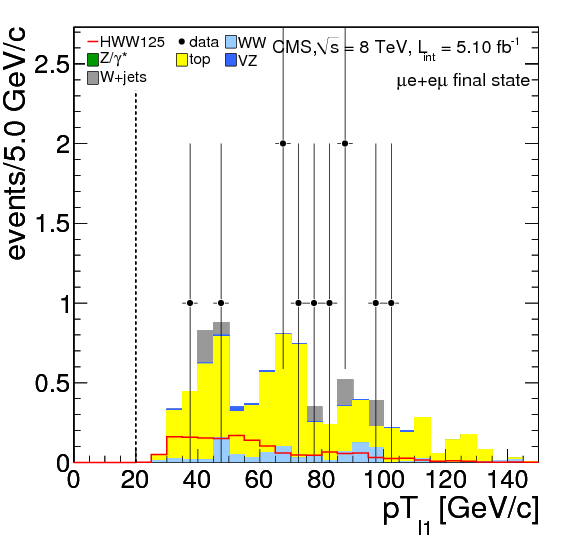 HWW125 data WW CMS,√s = 8 TeV, L_int = 5.10 fb⁻¹
Z/γ* top VZ
W+jets μe+eμ final state
events/5.0 GeV/c
2.5
2
1.5
1
0.5
0
0 20 40 60 80 100 120 140
pT_l1 [GeV/c]